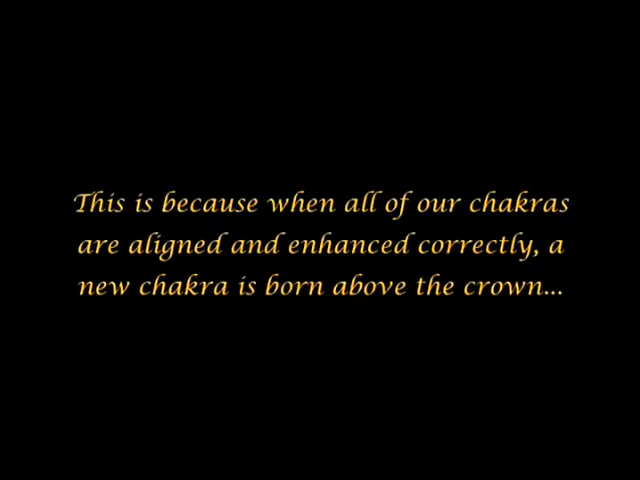 This is because when all of our chakras
are aligned and enhanced correctly, a
new chakra is born above the crown...